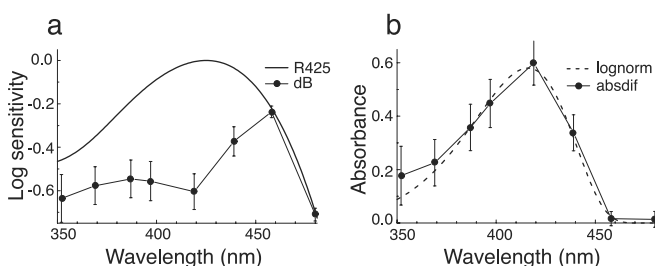 a
0.0
-0.2
-0.4
-0.6
Log sensitivity
R425
dB
350
400
450
Wavelength (nm)
b
0.6
0.4
0.2
0.0
Absorbance
lognorm
absdif
350
400
450
Wavelength (nm)